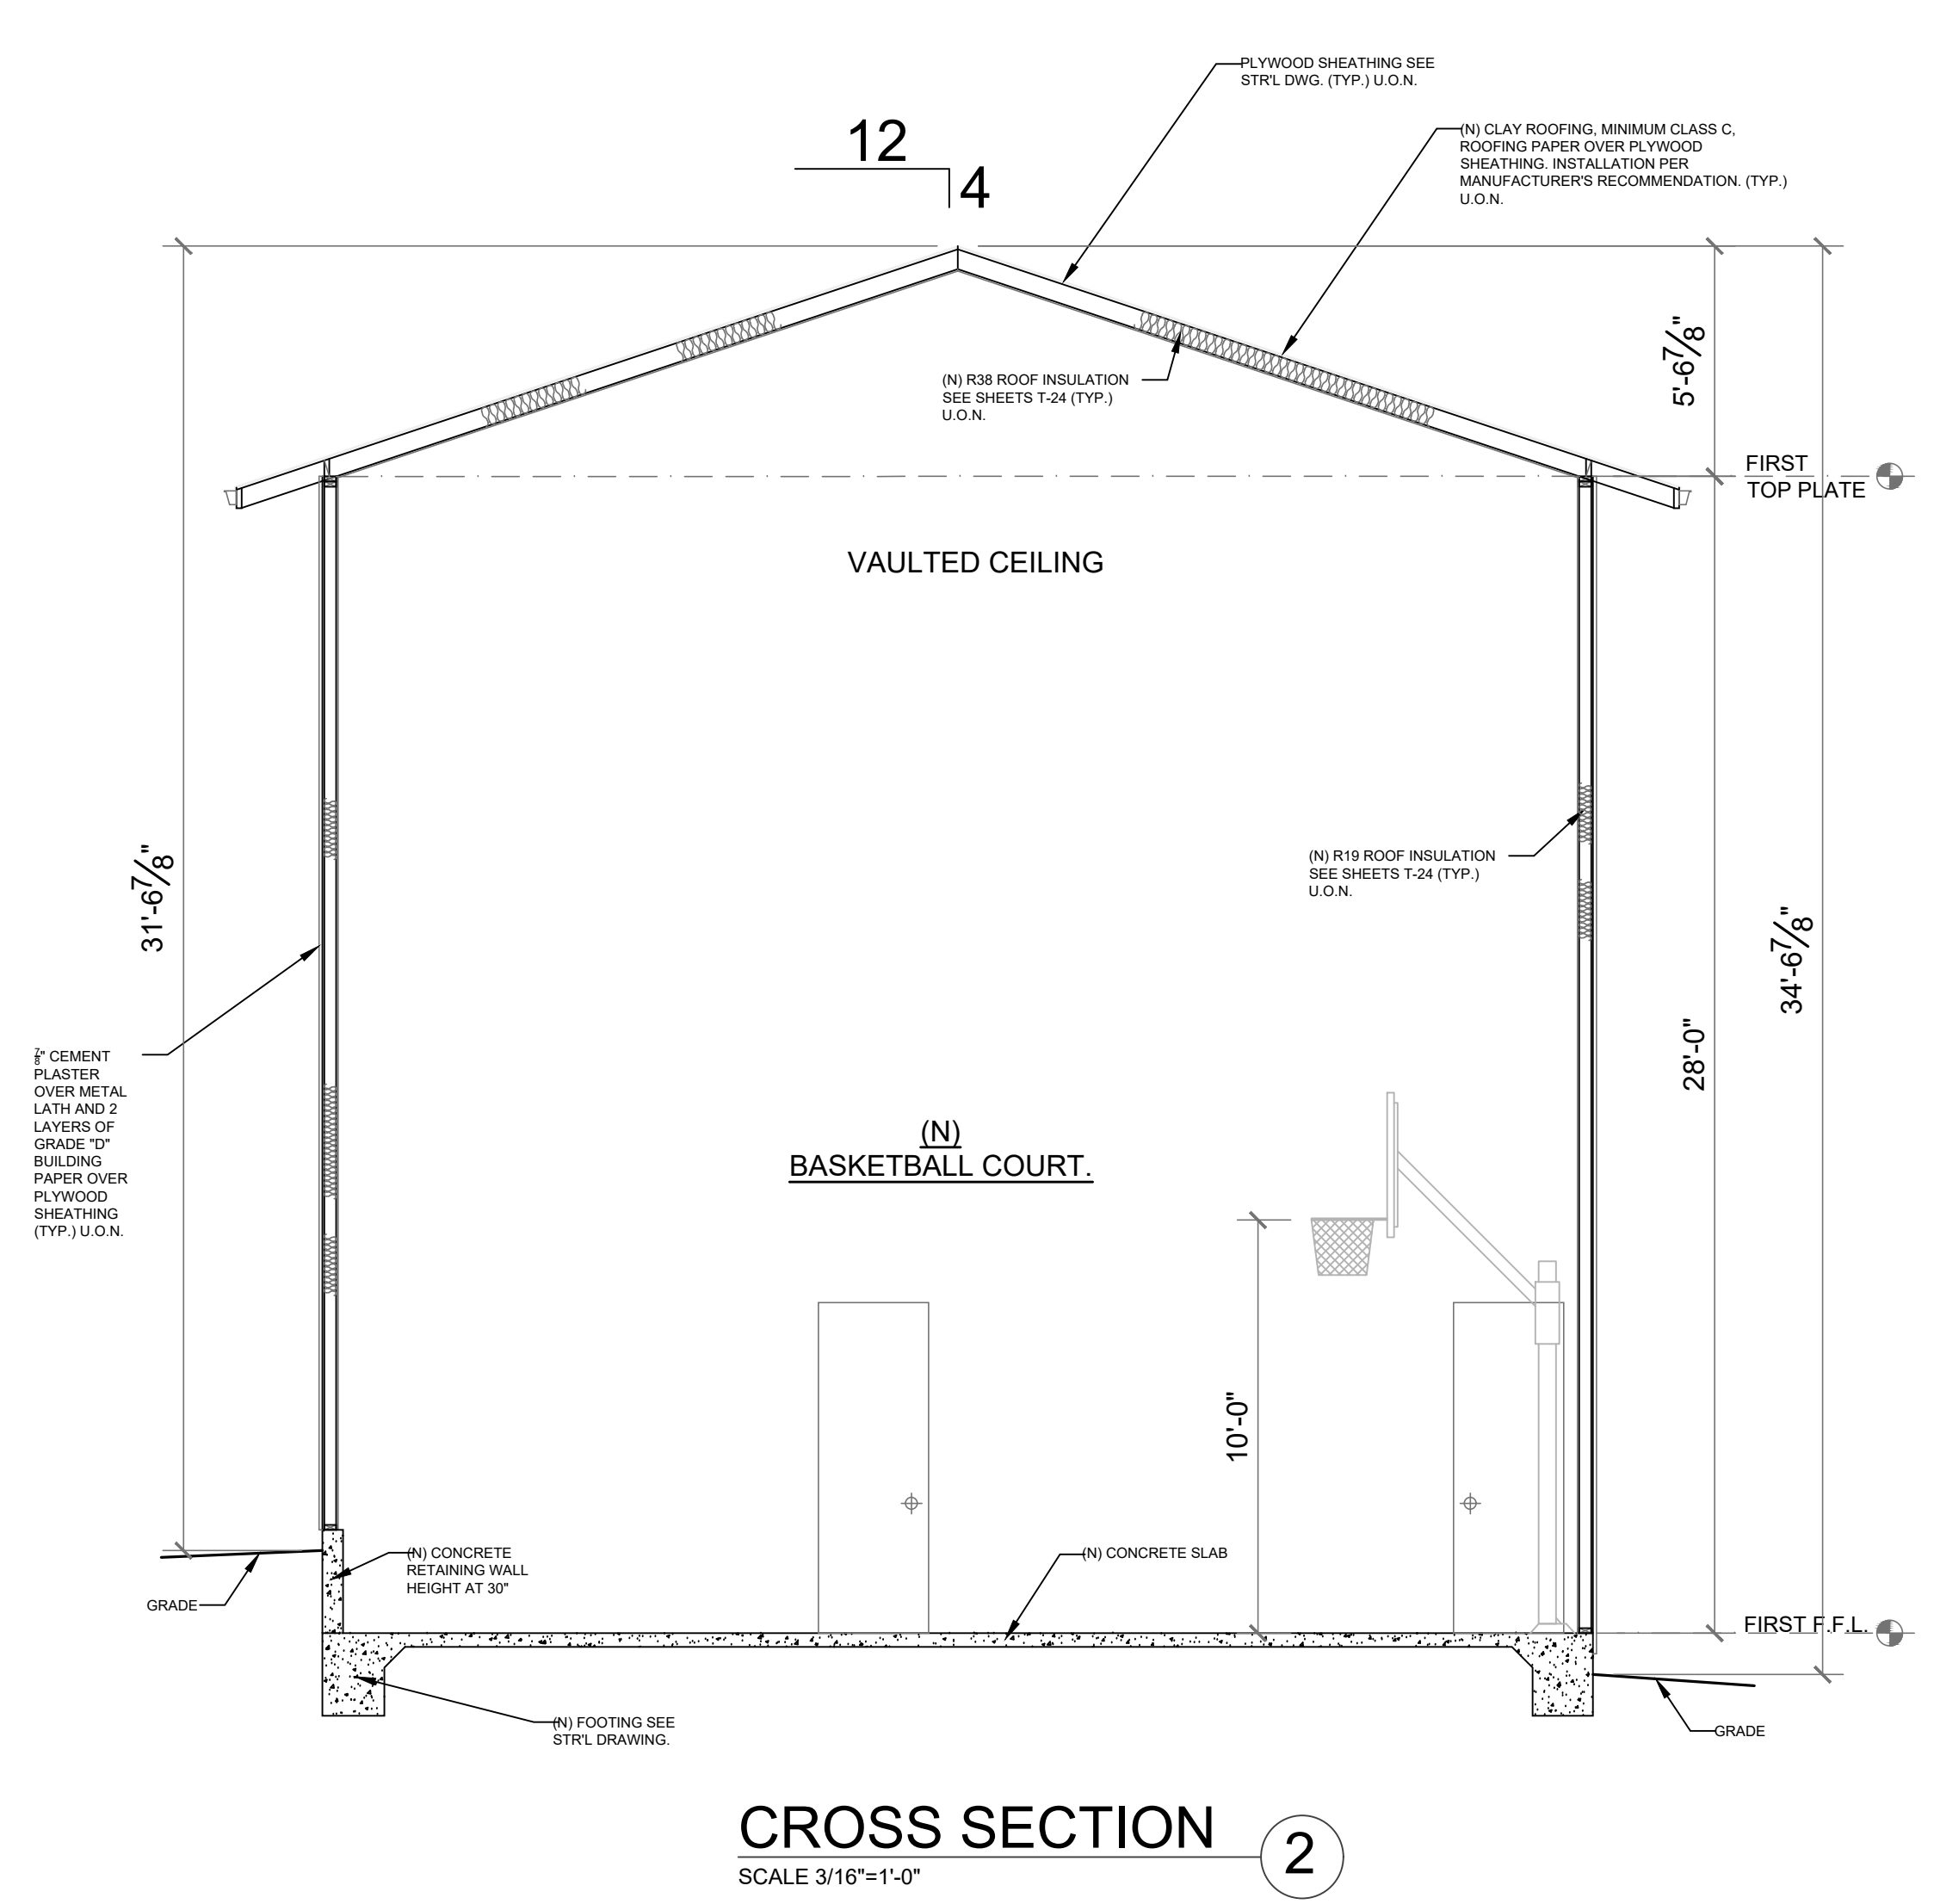 PLYWOOD SHEATHING SEE
STR'L DWG. (TYP.) U.O.N.
12
4
(N) CLAY ROOFING, MINIMUM CLASS C,
ROOFING PAPER OVER PLYWOOD
SHEATHING. INSTALLATION PER
MANUFACTURER'S RECOMMENDATION. (TYP.)
U.O.N.
5'-6⅞"
(N) R38 ROOF INSULATION
SEE SHEETS T-24 (TYP.)
U.O.N.
FIRST
TOP PLATE
VAULTED CEILING
31'-6⅞"
(N) R19 ROOF INSULATION
SEE SHEETS T-24 (TYP.)
U.O.N.
34'-6⅞"
28'-0"
⅞" CEMENT
PLASTER
OVER METAL
LATH AND 2
LAYERS OF
GRADE "D"
BUILDING
PAPER OVER
PLYWOOD
SHEATHING
(TYP.) U.O.N.
(N)
BASKETBALL COURT.
10'-0"
(N) CONCRETE
RETAINING WALL
HEIGHT AT 30"
(N) CONCRETE SLAB
GRADE
FIRST F.F.L.
(N) FOOTING SEE
STR'L DRAWING.
GRADE
CROSS SECTION
2
SCALE 3/16"=1'-0"